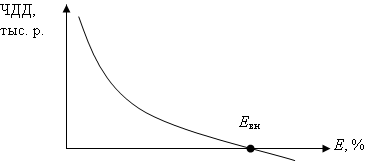 ЧДД,
тыс. р.
Eвн
E, %